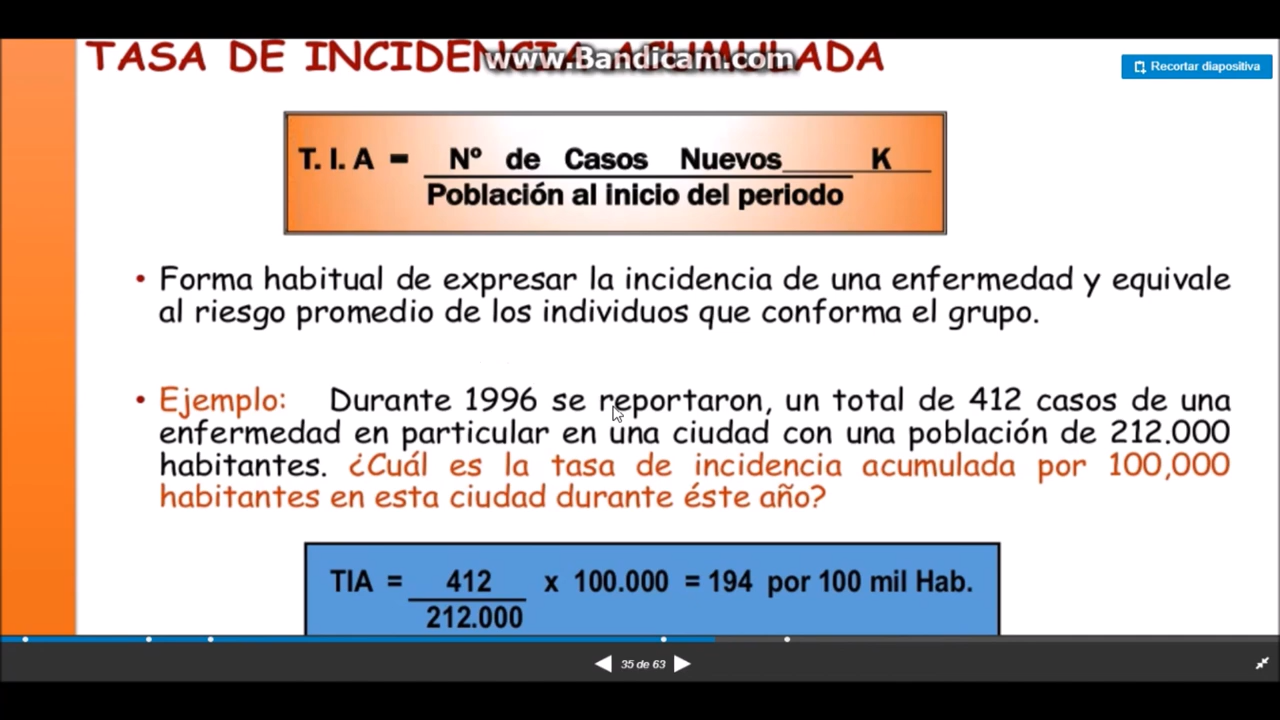 TASA DE INCIDENCIA ACUMULADA
www.Bandicam.com
Recortar diapositiva
T. I. A = Nº de Casos Nuevos K
Población al inicio del periodo
• Forma habitual de expresar la incidencia de una enfermedad y equivale
al riesgo promedio de los individuos que conforma el grupo.
• Ejemplo: Durante 1996 se reportaron, un total de 412 casos de una
enfermedad en particular en una ciudad con una población de 212.000
habitantes. ¿Cuál es la tasa de incidencia acumulada por 100,000
habitantes en esta ciudad durante éste año?
TIA = 412 x 100.000 = 194 por 100 mil Hab.
212.000
35 de 63